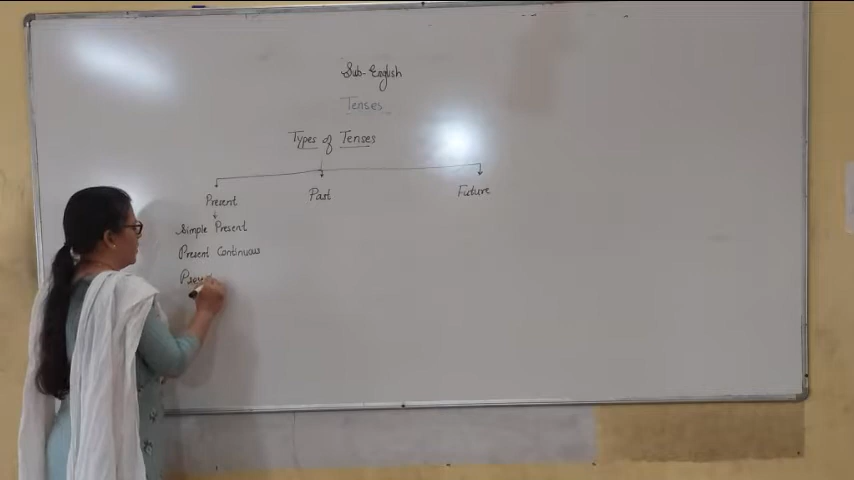 Sub- English
Tenses
Types of Tenses
Present Past Future
Simple Present
Present Continuous